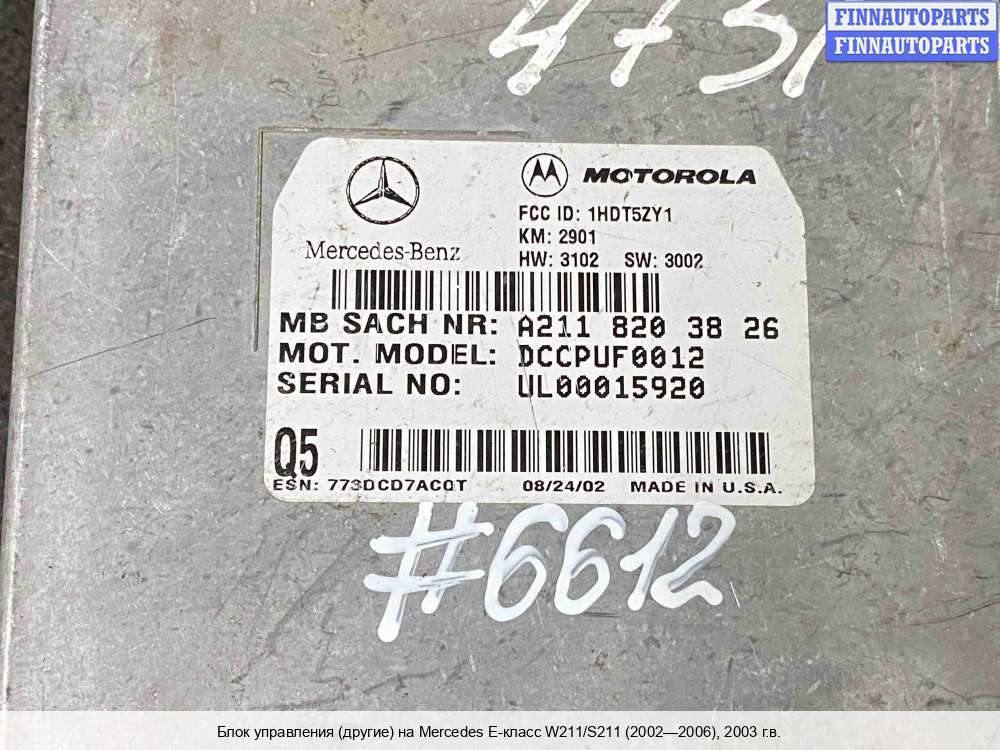 FINNAUTOPARTS
FINNAUTOPARTS
MOTOROLA
FCC ID: 1HDT5ZY1
KM: 2901
HW: 3102 SW: 3002
Mercedes-Benz
MB SACH NR: A211 820 38 26
MOT. MODEL: DCCPUF0012
SERIAL NO: UL00015920
Q5
ESN: 773DCD7ACQT 08/24/02 MADE IN U.S.A.
#6612
Блок управления (другие) на Mercedes E-класс W211/S211 (2002—2006), 2003 г.в.